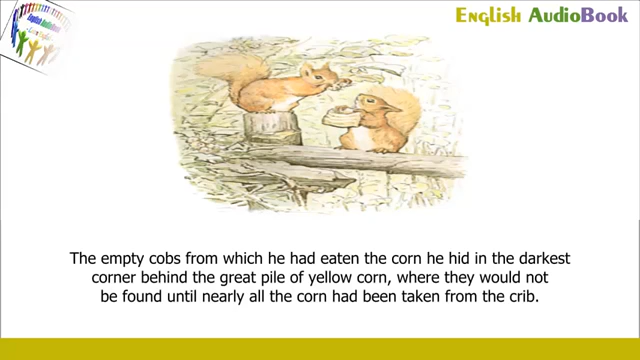 English AudioBook
English AudioBook
The empty cobs from which he had eaten the corn he hid in the darkest
corner behind the great pile of yellow corn, where they would not
be found until nearly all the corn had been taken from the crib.